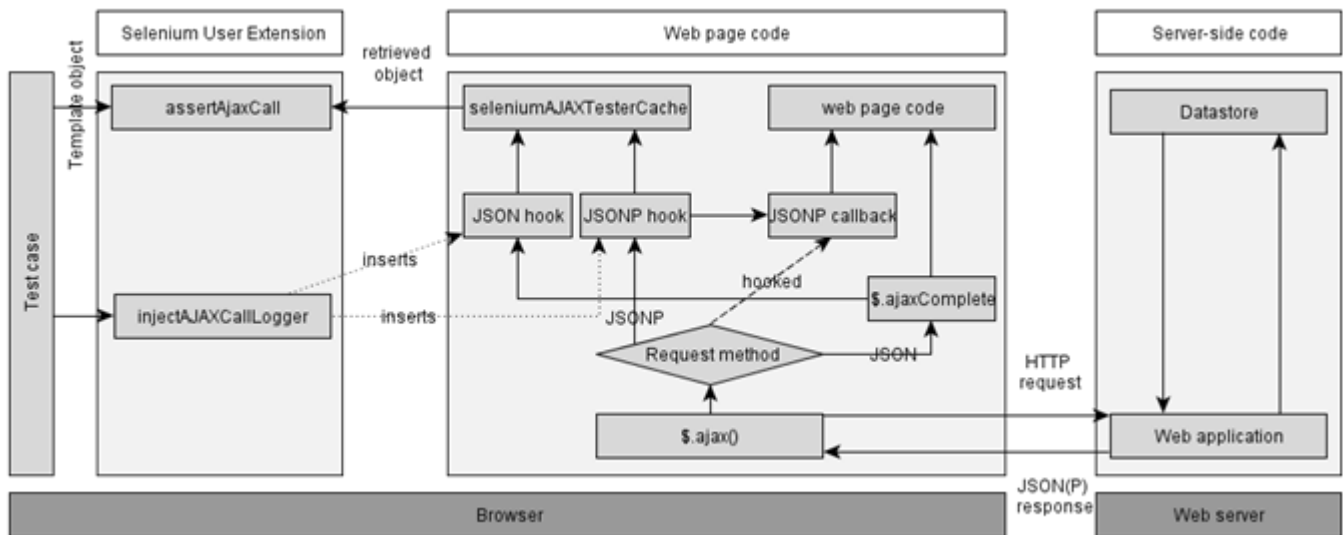 Selenium User Extension
Web page code
Server-side code
Template object
retrieved
object
assertAjaxCall
seleniumAJAXTesterCache
web page code
Datastore
JSON hook
JSONP hook
JSONP callback
Test case
inserts
hooked
$.ajaxComplete
injectAJAXCallLogger
inserts
JSONP
Request method
JSON
HTTP
request
$.ajax()
Web application
JSON(P)
response
Browser
Web server